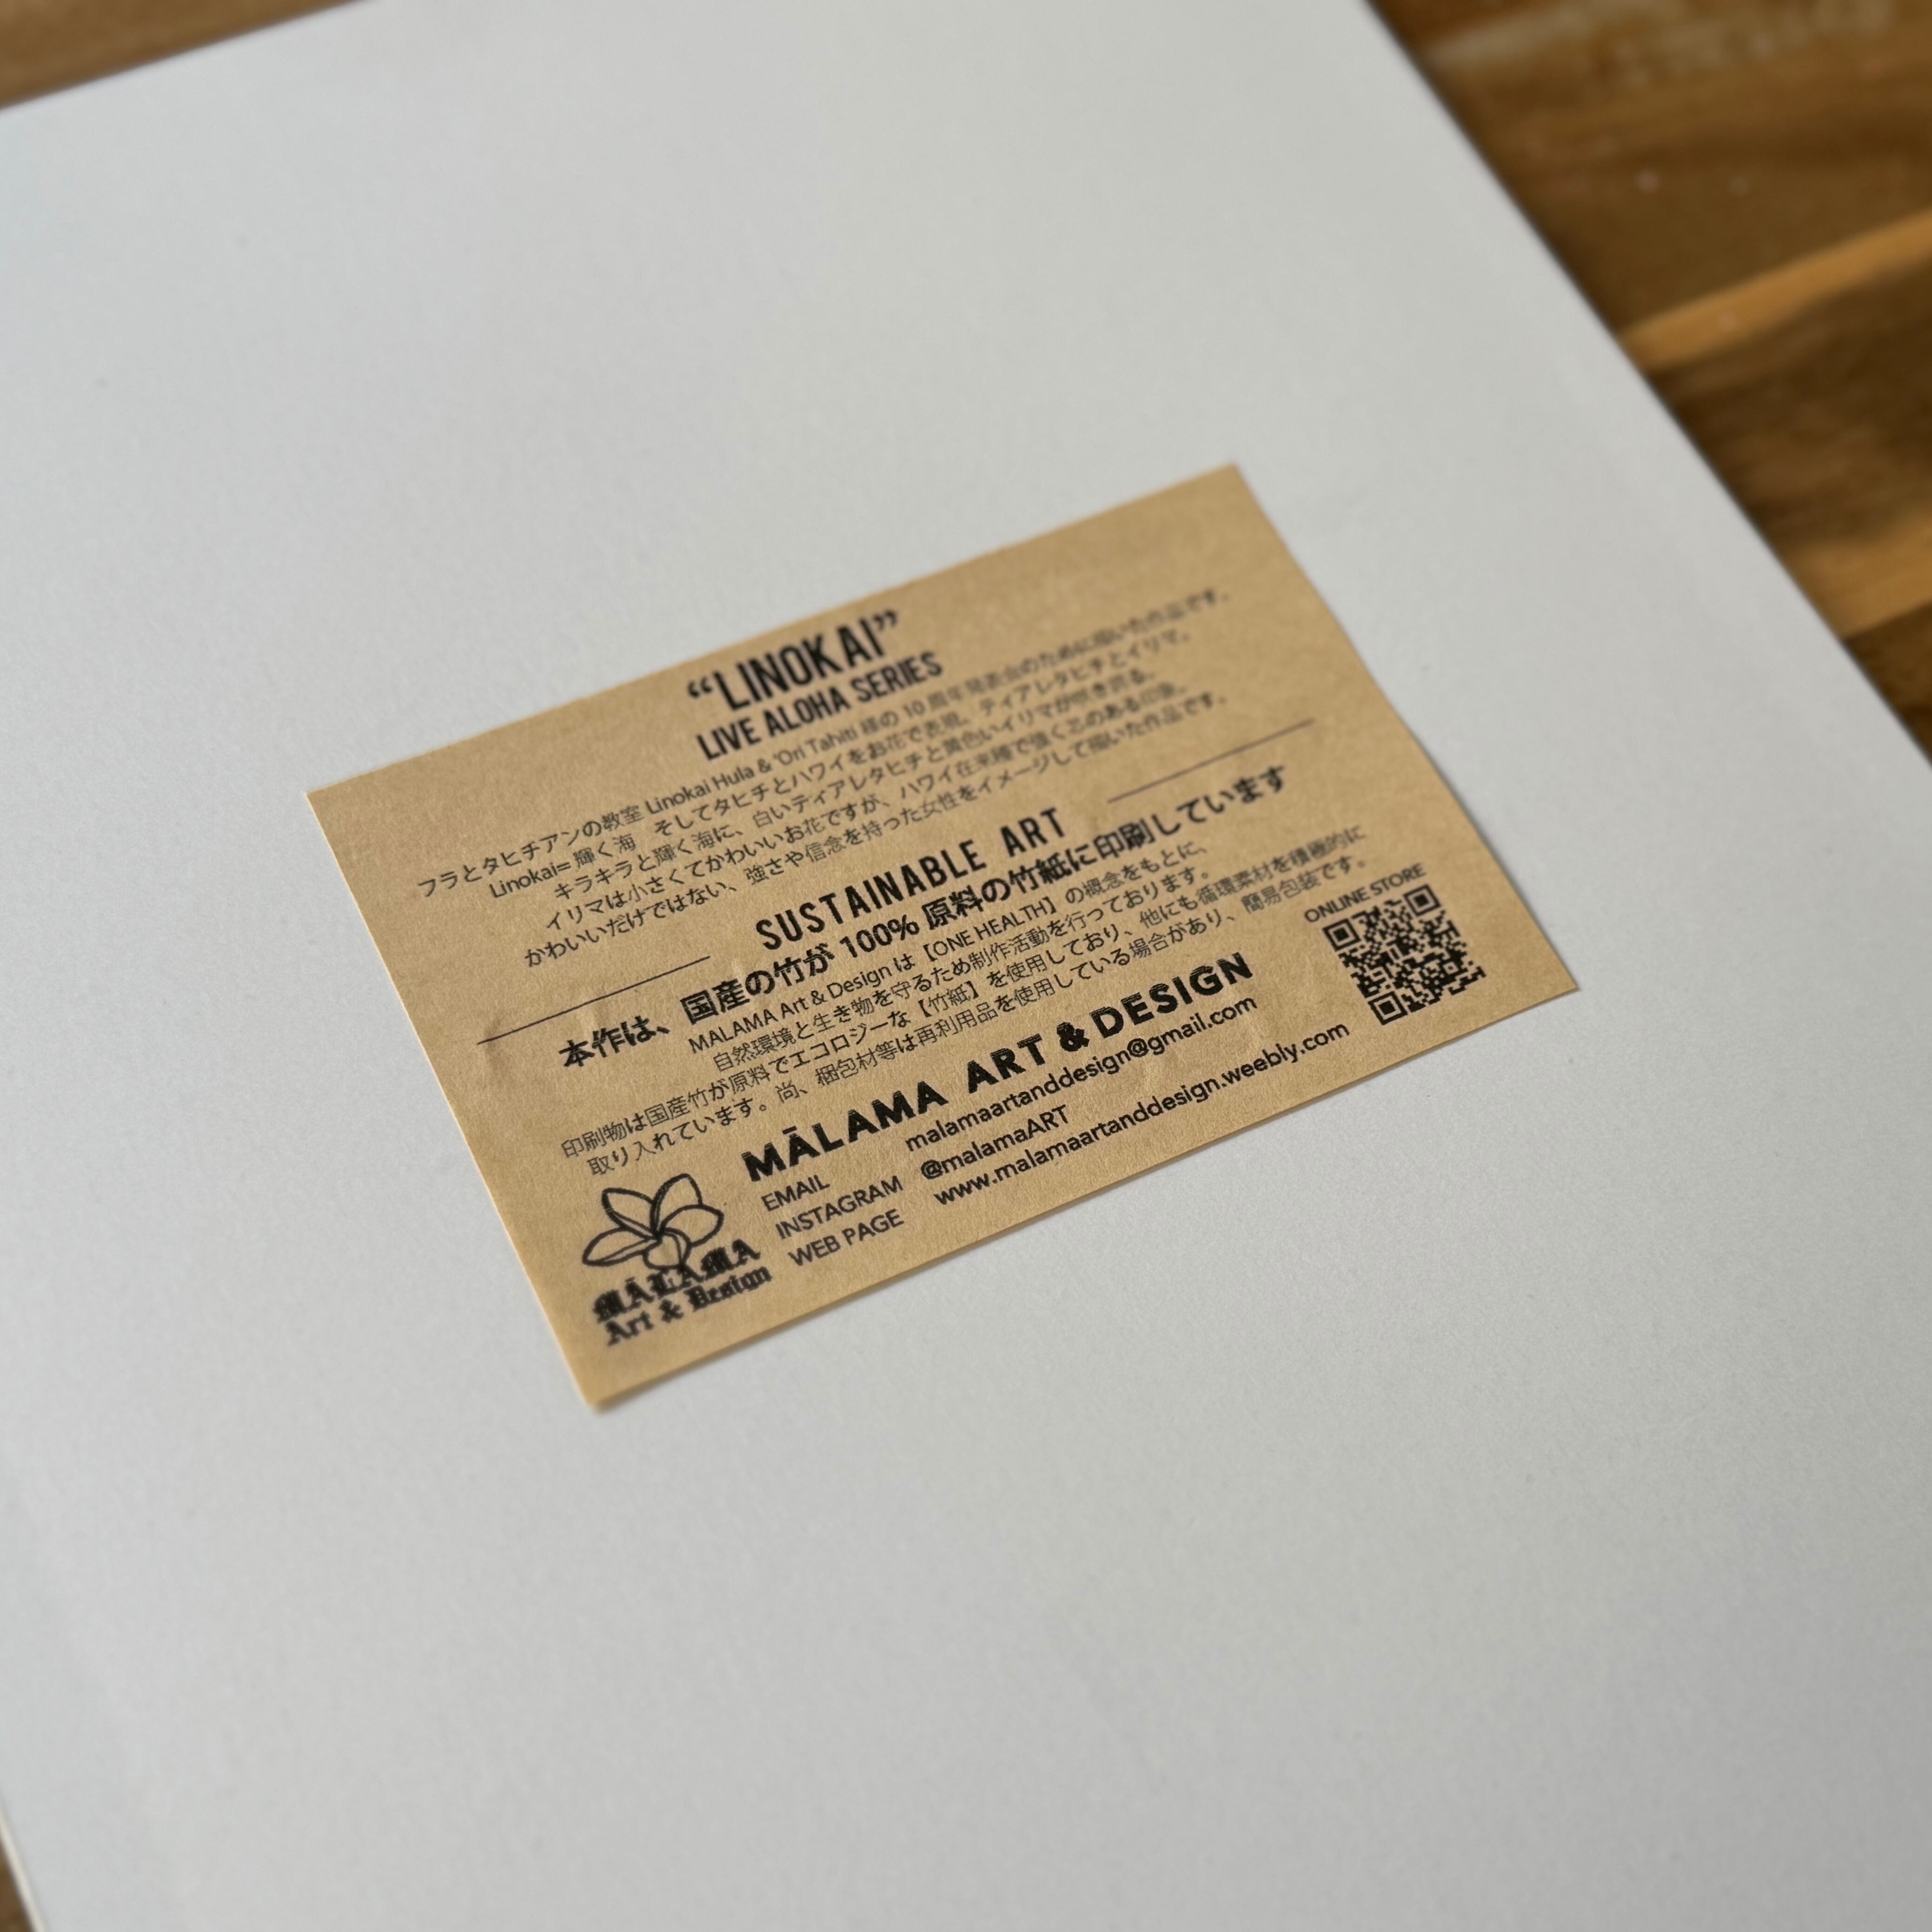 “LINOKAI”
LIVE ALOHA SERIES
フラとタヒチアンの教室 Linokai Hula & 'Ori Tahiti 様の 10 周年発表会のために描いた作品です。
Linokai= 輝く海　そしてタヒチとハワイをお花で表現。ティアレタヒチとイリマ。
キラキラと輝く海に、白いティアレタヒチと黄色いイリマが咲き誇る。
イリマは小さくてかわいいお花ですが、ハワイ在来種で強く芯のある印象。
かわいいだけではない、強さや信念を持った女性をイメージして描いた作品です。
SUSTAINABLE ART
本作は、国産の竹が 100% 原料の竹紙に印刷しています
MALAMA Art & Design は【ONE HEALTH】の概念をもとに、
自然環境と生き物を守るため制作活動を行っております。
印刷物は国産竹が原料でエコロジーな【竹紙】を使用しており、他にも循環素材を積極的に
取り入れています。尚、梱包材等は再利用品を使用している場合があり、簡易包装です。
MĀLAMA ART & DESIGN
EMAIL malamaartanddesign@gmail.com
INSTAGRAM @malamaART
WEB PAGE www.malamaartanddesign.weebly.com
ONLINE STORE
MĀLAMA
Art & Design